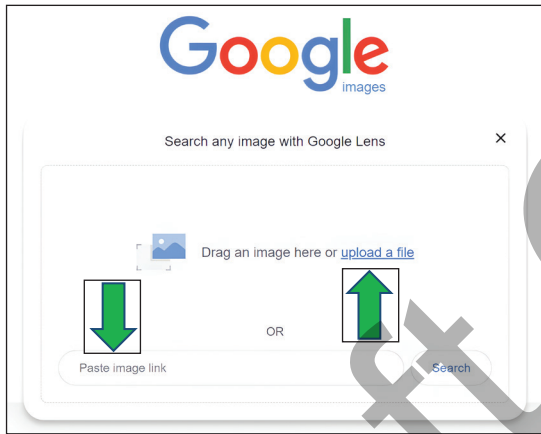 Google
images
Search any image with Google Lens ×
Drag an image here or upload a file
OR
Paste image link Search